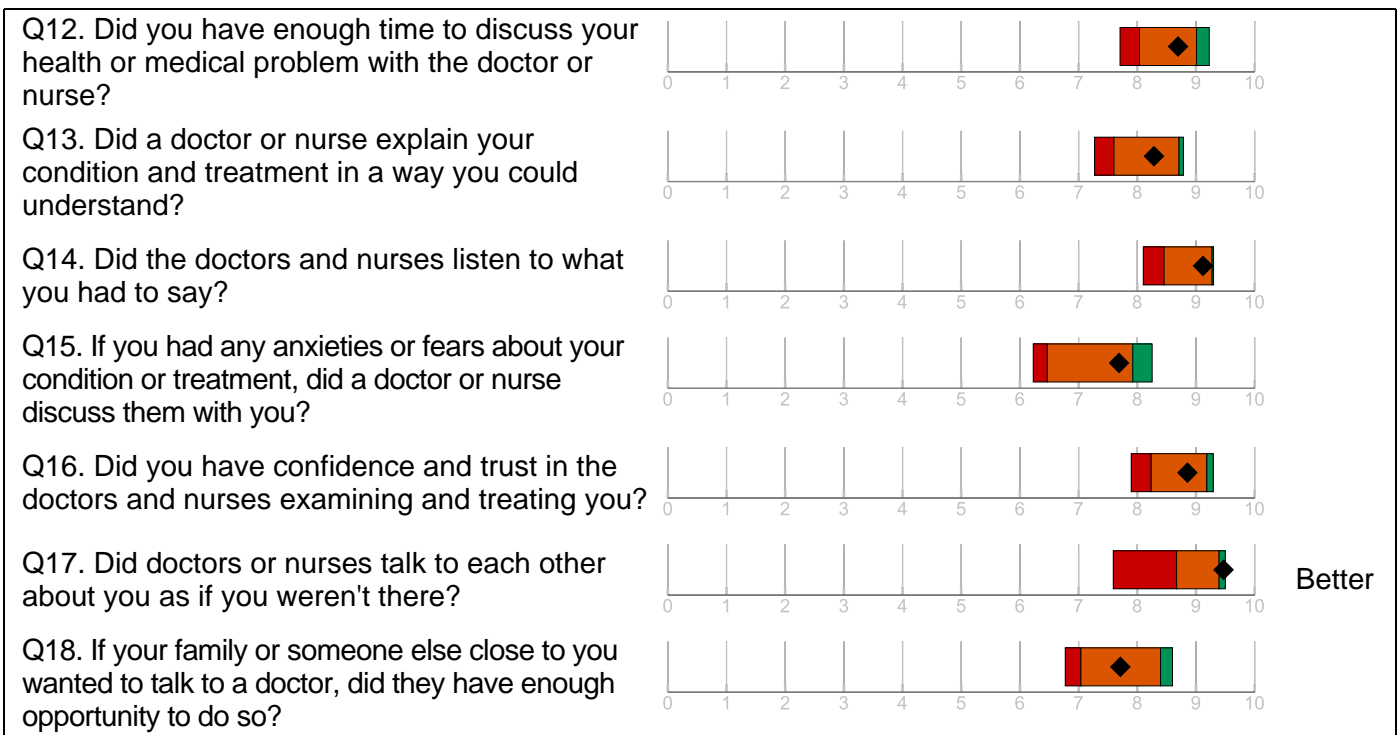 Q12. Did you have enough time to discuss your
health or medical problem with the doctor or
nurse?
0 1 2 3 4 5 6 7 8 9 10
Q13. Did a doctor or nurse explain your
condition and treatment in a way you could
understand?
0 1 2 3 4 5 6 7 8 9 10
Q14. Did the doctors and nurses listen to what
you had to say?
0 1 2 3 4 5 6 7 8 9 10
Q15. If you had any anxieties or fears about your
condition or treatment, did a doctor or nurse
discuss them with you?
0 1 2 3 4 5 6 7 8 9 10
Q16. Did you have confidence and trust in the
doctors and nurses examining and treating you?
0 1 2 3 4 5 6 7 8 9 10
Q17. Did doctors or nurses talk to each other
about you as if you weren't there?
0 1 2 3 4 5 6 7 8 9 10
Better
Q18. If your family or someone else close to you
wanted to talk to a doctor, did they have enough
opportunity to do so?
0 1 2 3 4 5 6 7 8 9 10